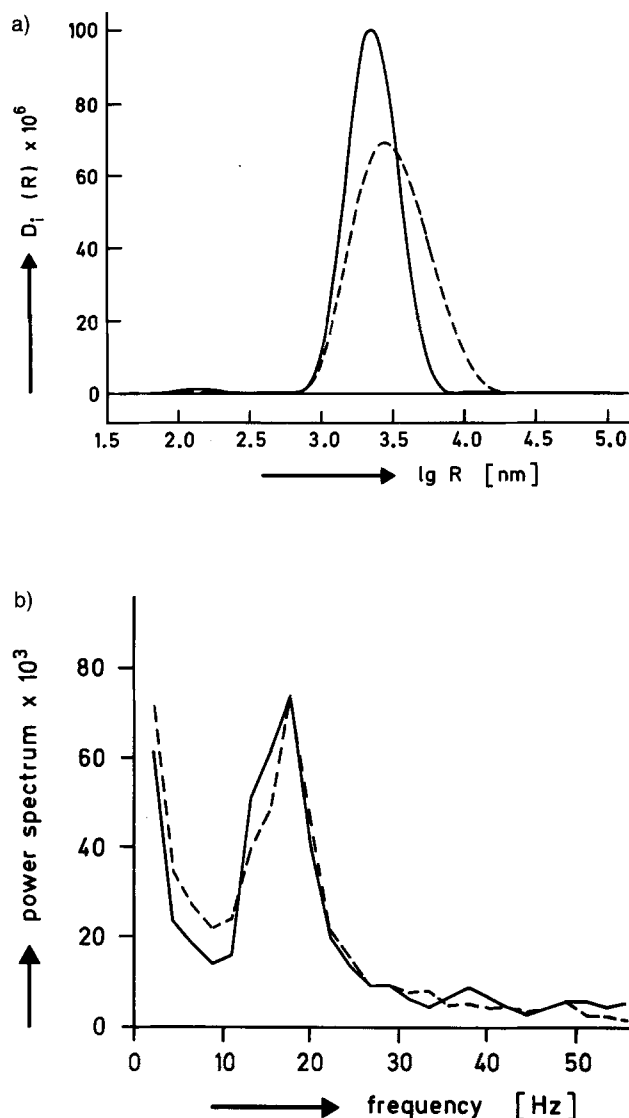 a)
100
80
60
40
20
0
D_i (R) × 10^6
1.5 2.0 2.5 3.0 3.5 4.0 4.5 5.0
lg R [nm]
b)
80
60
40
20
0
power spectrum × 10^3
0 10 20 30 40 50
frequency [Hz]